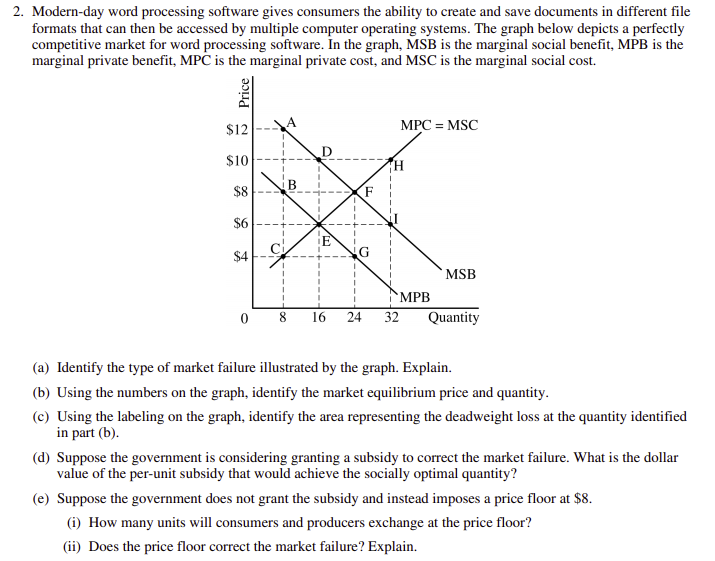 2. Modern-day word processing software gives consumers the ability to create and save documents in different file
formats that can then be accessed by multiple computer operating systems. The graph below depicts a perfectly
competitive market for word processing software. In the graph, MSB is the marginal social benefit, MPB is the
marginal private benefit, MPC is the marginal private cost, and MSC is the marginal social cost.
Price
$12
A
MPC = MSC
$10
D
H
$8
B
F
$6
I
E
$4
C
G
MSB
MPB
0 8 16 24 32 Quantity
(a) Identify the type of market failure illustrated by the graph. Explain.
(b) Using the numbers on the graph, identify the market equilibrium price and quantity.
(c) Using the labeling on the graph, identify the area representing the deadweight loss at the quantity identified
in part (b).
(d) Suppose the government is considering granting a subsidy to correct the market failure. What is the dollar
value of the per-unit subsidy that would achieve the socially optimal quantity?
(e) Suppose the government does not grant the subsidy and instead imposes a price floor at $8.
(i) How many units will consumers and producers exchange at the price floor?
(ii) Does the price floor correct the market failure? Explain.